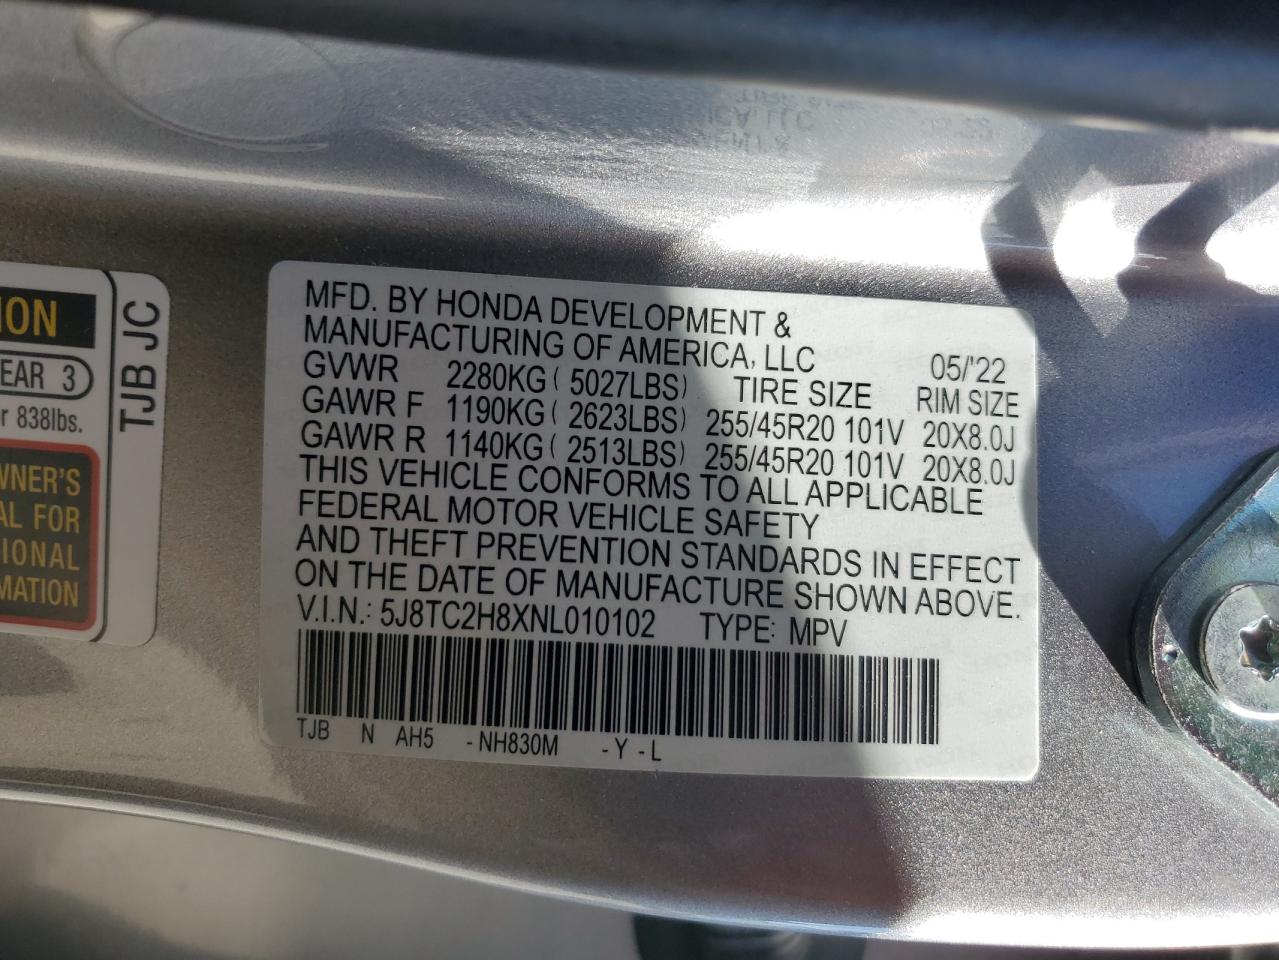 MFD. BY HONDA DEVELOPMENT &
MANUFACTURING OF AMERICA, LLC 05/'22
GVWR 2280KG ( 5027LBS) TIRE SIZE RIM SIZE
GAWR F 1190KG ( 2623LBS) 255/45R20 101V 20X8.0J
GAWR R 1140KG ( 2513LBS) 255/45R20 101V 20X8.0J
THIS VEHICLE CONFORMS TO ALL APPLICABLE
FEDERAL MOTOR VEHICLE SAFETY
AND THEFT PREVENTION STANDARDS IN EFFECT
ON THE DATE OF MANUFACTURE SHOWN ABOVE.
V.I.N.: 5J8TC2H8XNL010102 TYPE: MPV
TJB N AH5 -NH830M -Y-L
ION
EAR 3
r 838lbs.
WNER'S
AL FOR
IONAL
RMATION
TJB JC